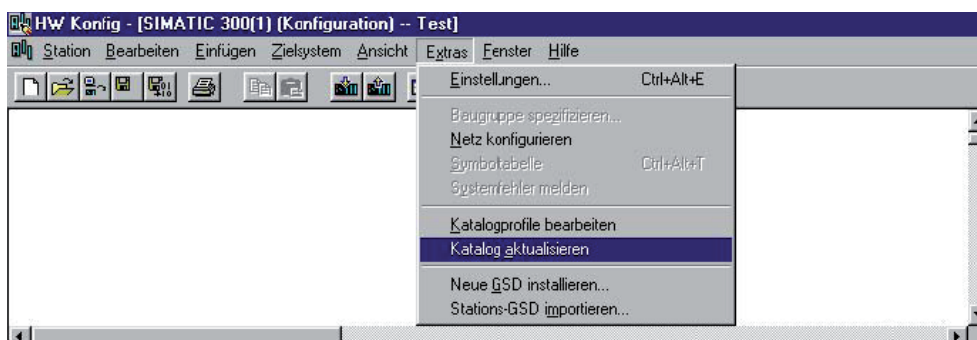 HW Konfig - [SIMATIC 300(1) (Konfiguration) -- Test]
Station Bearbeiten Einfügen Zielsystem Ansicht Extras Fenster Hilfe
Einstellungen... Ctrl+Alt+E
Baugruppe spezifizieren...
Netz konfigurieren
Symboltabelle Ctrl+Alt+T
Systemfehler melden
Katalogprofile bearbeiten
Katalog aktualisieren
Neue GSD installieren...
Stations-GSD importieren...